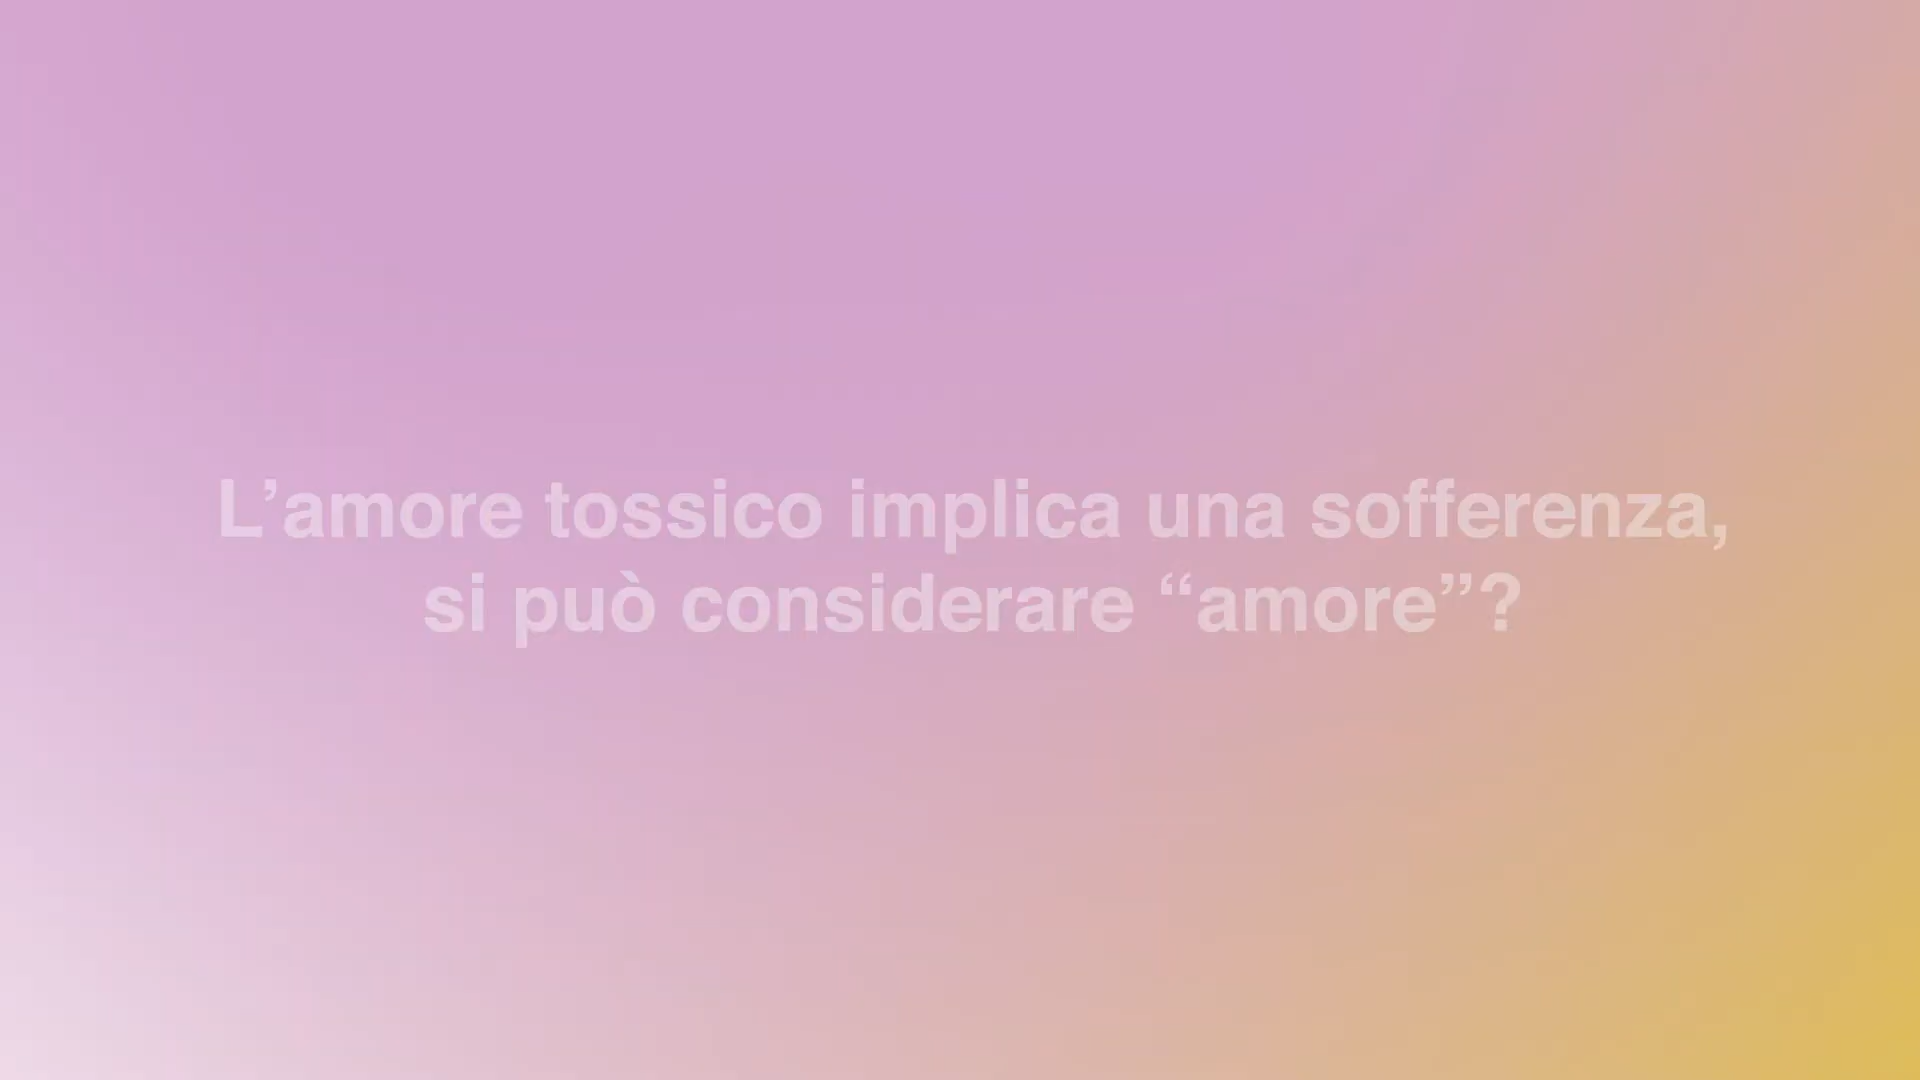 L’amore tossico implica una sofferenza,
si può considerare “amore”?